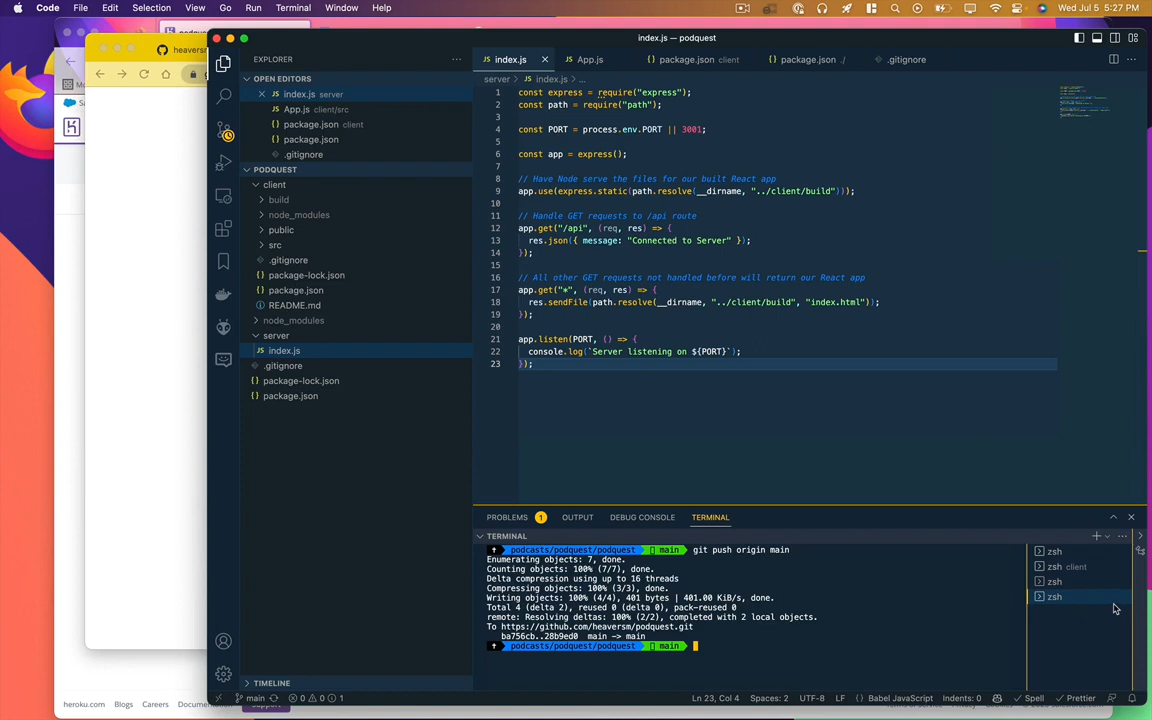 Code File Edit Selection View Go Run Terminal Window Help Wed Jul 5 5:27 PM
index.js — podquest
heaversm
EXPLORER
index.js App.js package.json client package.json ./ .gitignore
OPEN EDITORS
server > index.js > ...
index.js server
App.js client/src
package.json client
package.json
.gitignore
PODQUEST
client
build
node_modules
public
src
.gitignore
package-lock.json
package.json
README.md
node_modules
server
index.js
.gitignore
package-lock.json
package.json
TIMELINE
1 const express = require("express");
2 const path = require("path");
3
4 const PORT = process.env.PORT || 3001;
5
6 const app = express();
7
8 // Have Node serve the files for our built React app
9 app.use(express.static(path.resolve(__dirname, "../client/build")));
10
11 // Handle GET requests to /api route
12 app.get("/api", (req, res) => {
13 res.json({ message: "Connected to Server" });
14 });
15
16 // All other GET requests not handled before will return our React app
17 app.get("*", (req, res) => {
18 res.sendFile(path.resolve(__dirname, "../client/build", "index.html"));
19 });
20
21 app.listen(PORT, () => {
22 console.log(`Server listening on ${PORT}`);
23 });
PROBLEMS 1 OUTPUT DEBUG CONSOLE TERMINAL
TERMINAL
podcasts/podquest/podquest main git push origin main
Enumerating objects: 7, done.
Counting objects: 100% (7/7), done.
Delta compression using up to 16 threads
Compressing objects: 100% (3/3), done.
Writing objects: 100% (4/4), 401 bytes | 401.00 KiB/s, done.
Total 4 (delta 2), reused 0 (delta 0), pack-reused 0
remote: Resolving deltas: 100% (2/2), completed with 2 local objects.
To https://github.com/heaversm/podquest.git
ba756cb..28b9ed0 main -> main
podcasts/podquest/podquest main
zsh
zsh client
zsh
zsh
main 0 0 1 Ln 23, Col 4 Spaces: 2 UTF-8 LF Babel JavaScript Indents: 0 Spell Prettier
heroku.com Blogs Careers Documentation